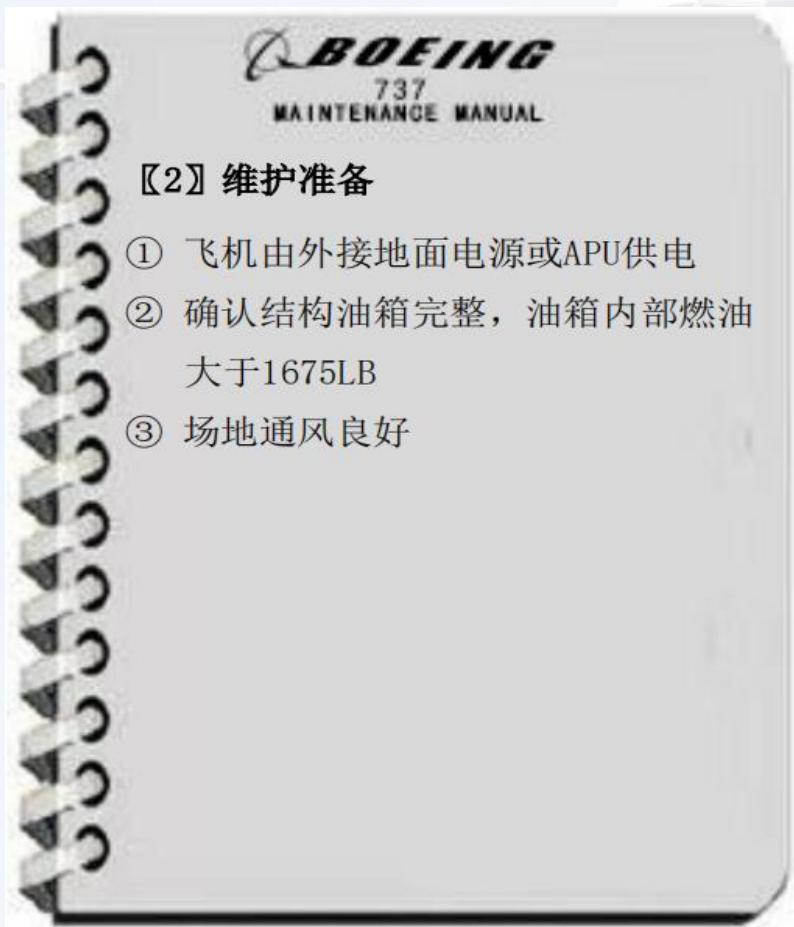 BOEING
737
MAINTENANCE MANUAL
〖2〗维护准备
① 飞机由外接地面电源或APU供电
② 确认结构油箱完整，油箱内部燃油
大于1675LB
③ 场地通风良好